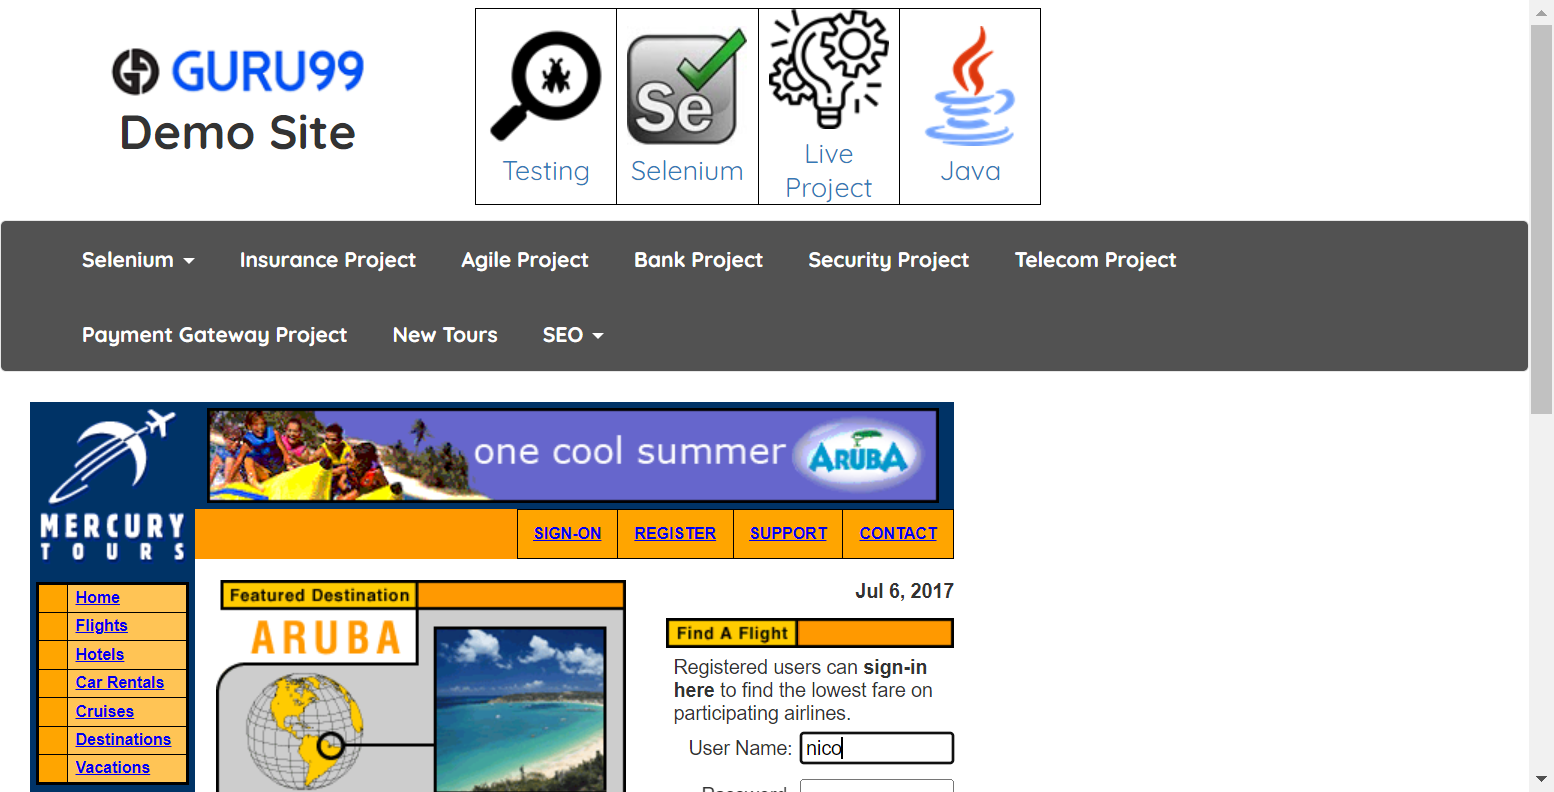 GURU99
Demo Site
Testing
Se
Selenium
Live
Project
Java
Selenium
Insurance Project
Agile Project
Bank Project
Security Project
Telecom Project
Payment Gateway Project
New Tours
SEO
one cool summer
ARUBA
MERCURY
TOURS
SIGN-ON
REGISTER
SUPPORT
CONTACT
Home
Flights
Hotels
Car Rentals
Cruises
Destinations
Vacations
Featured Destination
ARUBA
Jul 6, 2017
Find A Flight
Registered users can sign-in
here to find the lowest fare on
participating airlines.
User Name:
nico
Password